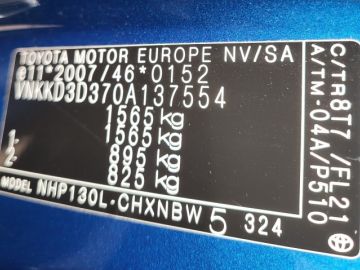 TOYOTA MOTOR EUROPE NV/SA
e11*2007/46*0152
VNKKD3D370A137554
1565 kg
1565 kg
1- 895 kg
2- 825 kg
MODEL NHP130L-CHXNBW 5 324
C/TR8T7 /FL21
A/TM-04A/P510